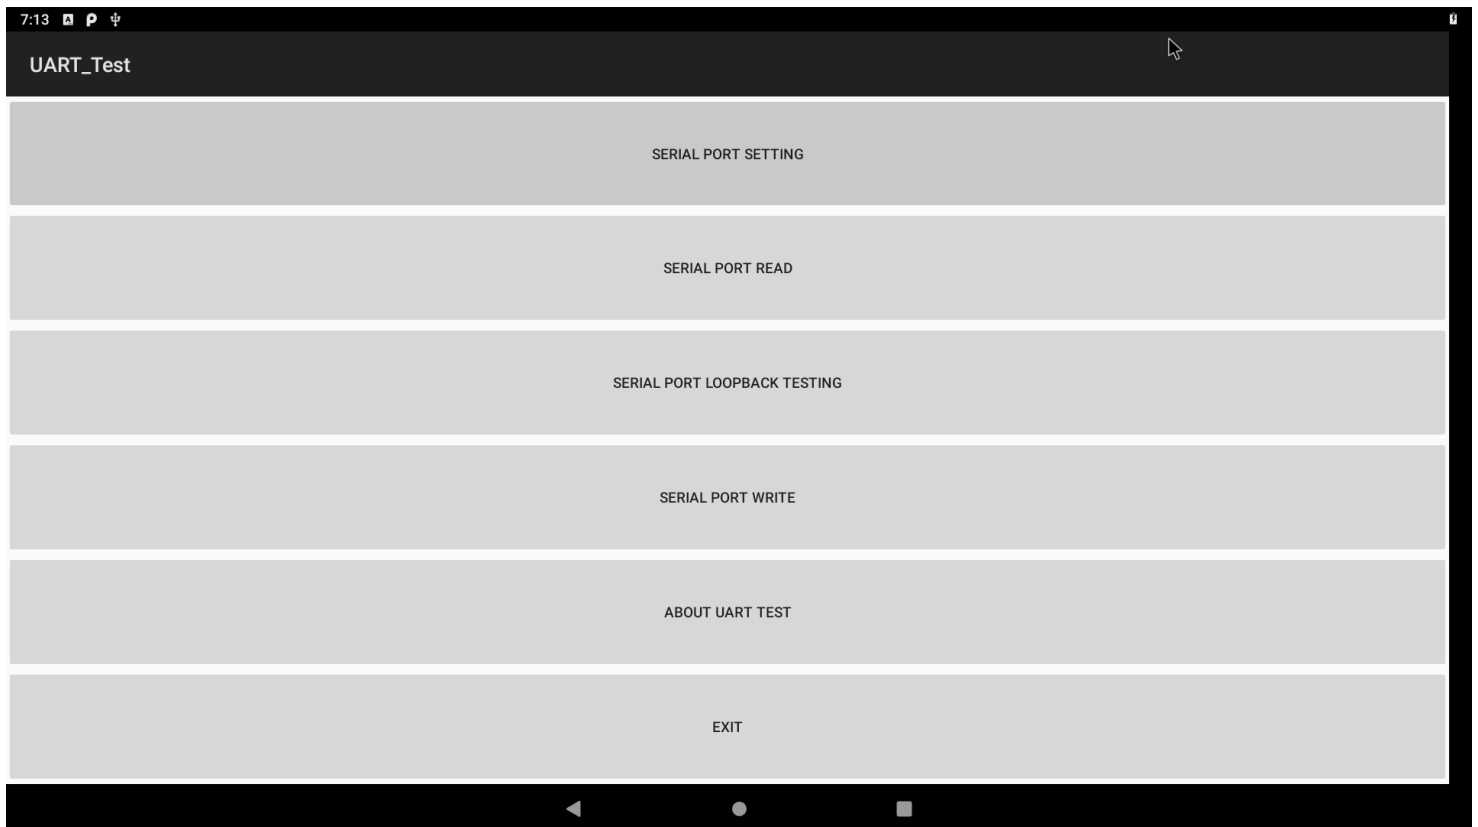 7:13
UART_Test
SERIAL PORT SETTING
SERIAL PORT READ
SERIAL PORT LOOPBACK TESTING
SERIAL PORT WRITE
ABOUT UART TEST
EXIT